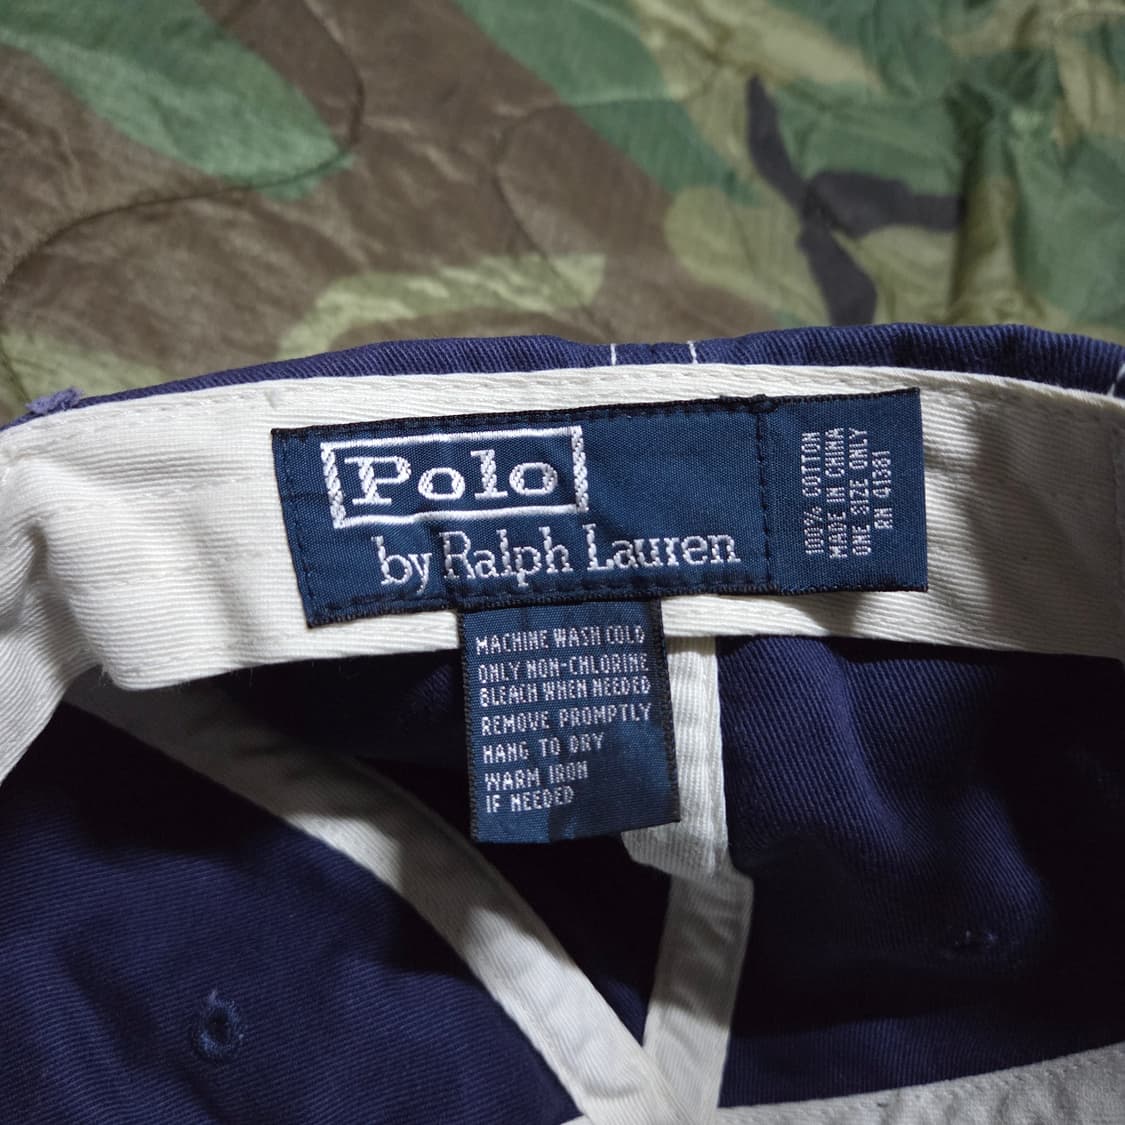 Polo
by Ralph Lauren
100% COTTON
MADE IN CHINA
ONE SIZE ONLY
RN 41381
MACHINE WASH COLD
ONLY NON-CHLORINE
BLEACH WHEN NEEDED
REMOVE PROMPTLY
HANG TO DRY
WARM IRON
IF NEEDED